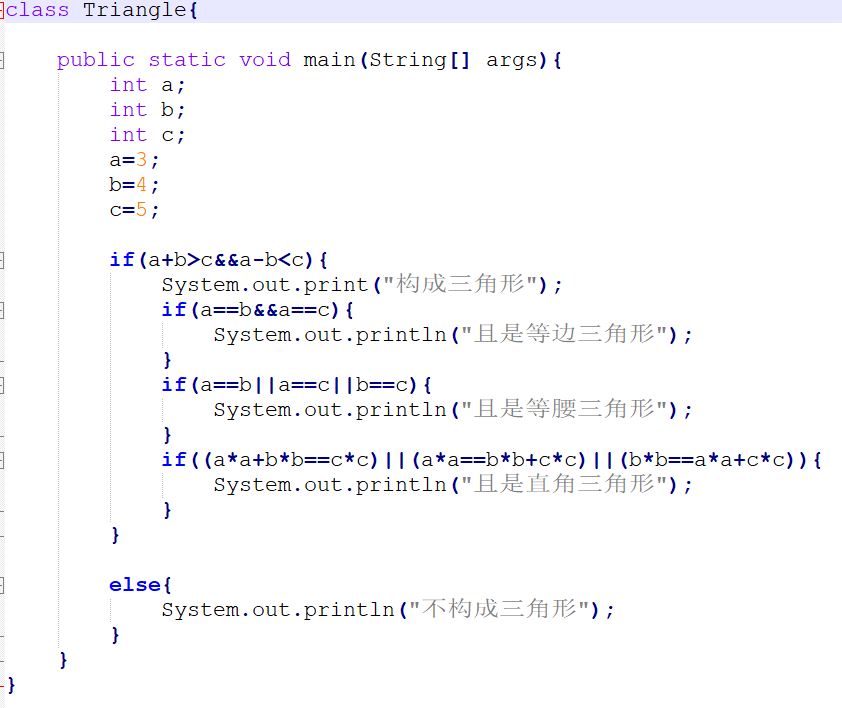 class Triangle{
public static void main(String[] args){
int a;
int b;
int c;
a=3;
b=4;
c=5;
if(a+b>c&&a-b<c){
System.out.print("构成三角形");
if(a==b&&a==c){
System.out.println("且是等边三角形");
}
if(a==b||a==c||b==c){
System.out.println("且是等腰三角形");
}
if((a*a+b*b==c*c)||(a*a==b*b+c*c)||(b*b==a*a+c*c)){
System.out.println("且是直角三角形");
}
}
else{
System.out.println("不构成三角形");
}
}
}